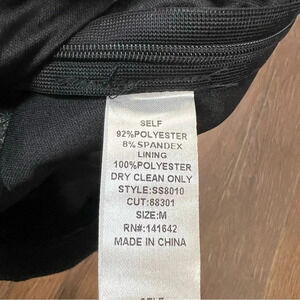 SELF
92%POLYESTER
8%SPANDEX
LINING
100%POLYESTER
DRY CLEAN ONLY
STYLE:SS8010
CUT:88301
SIZE:M
RN#:141642
MADE IN CHINA